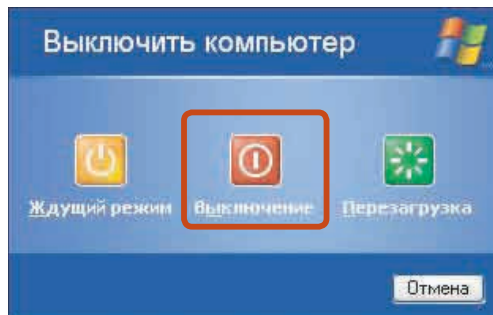 Выключить компьютер
Ждущий режим Выключение Перезагрузка
Отмена